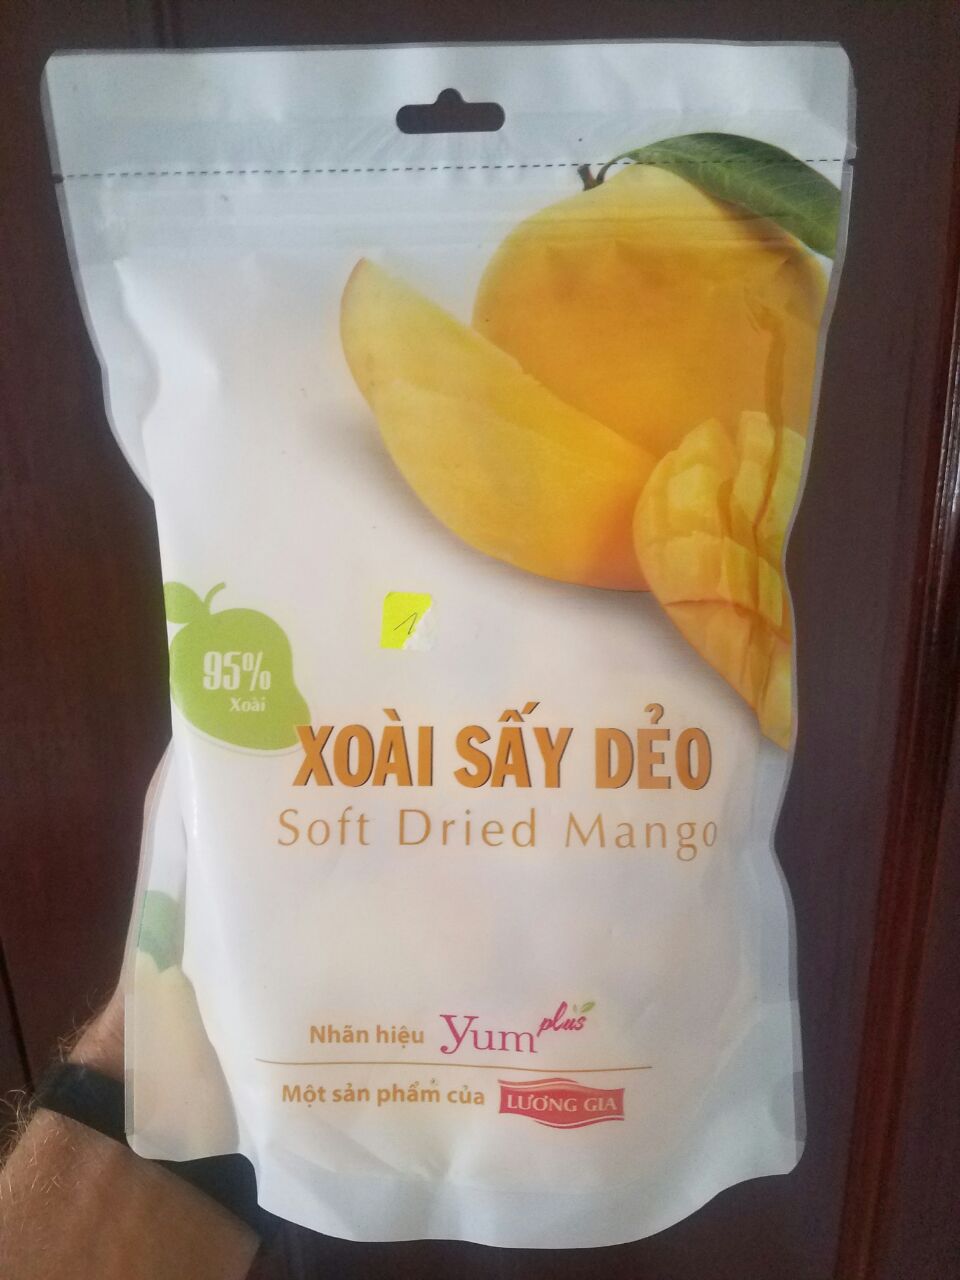 95%
Xoài
XOÀI SẤY DẺO
Soft Dried Mango
Nhãn hiệu yum plus
Một sản phẩm của LƯƠNG GIA